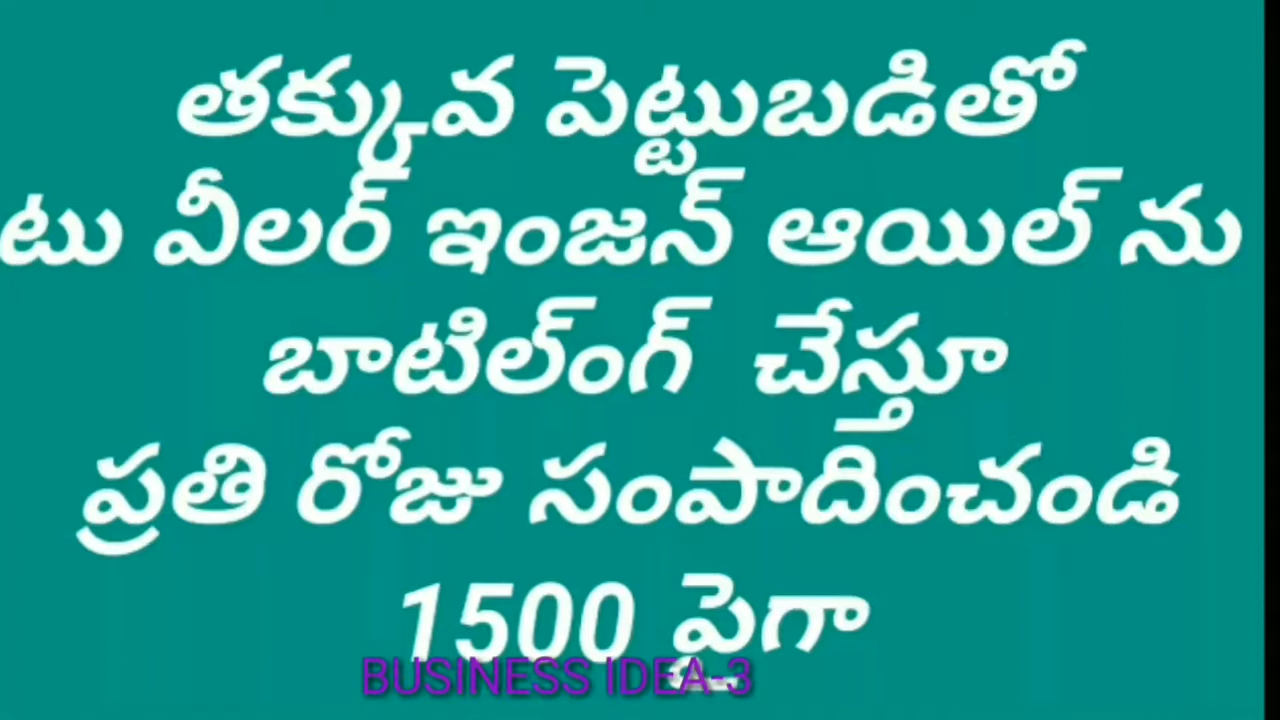 తక్కువ పెట్టుబడితో
టు వీలర్ ఇంజన్ ఆయిల్ ను
బాటిల్ంగ్ చేస్తూ
ప్రతి రోజు సంపాదించండి
1500 పైగా
BUSINESS IDEA-3